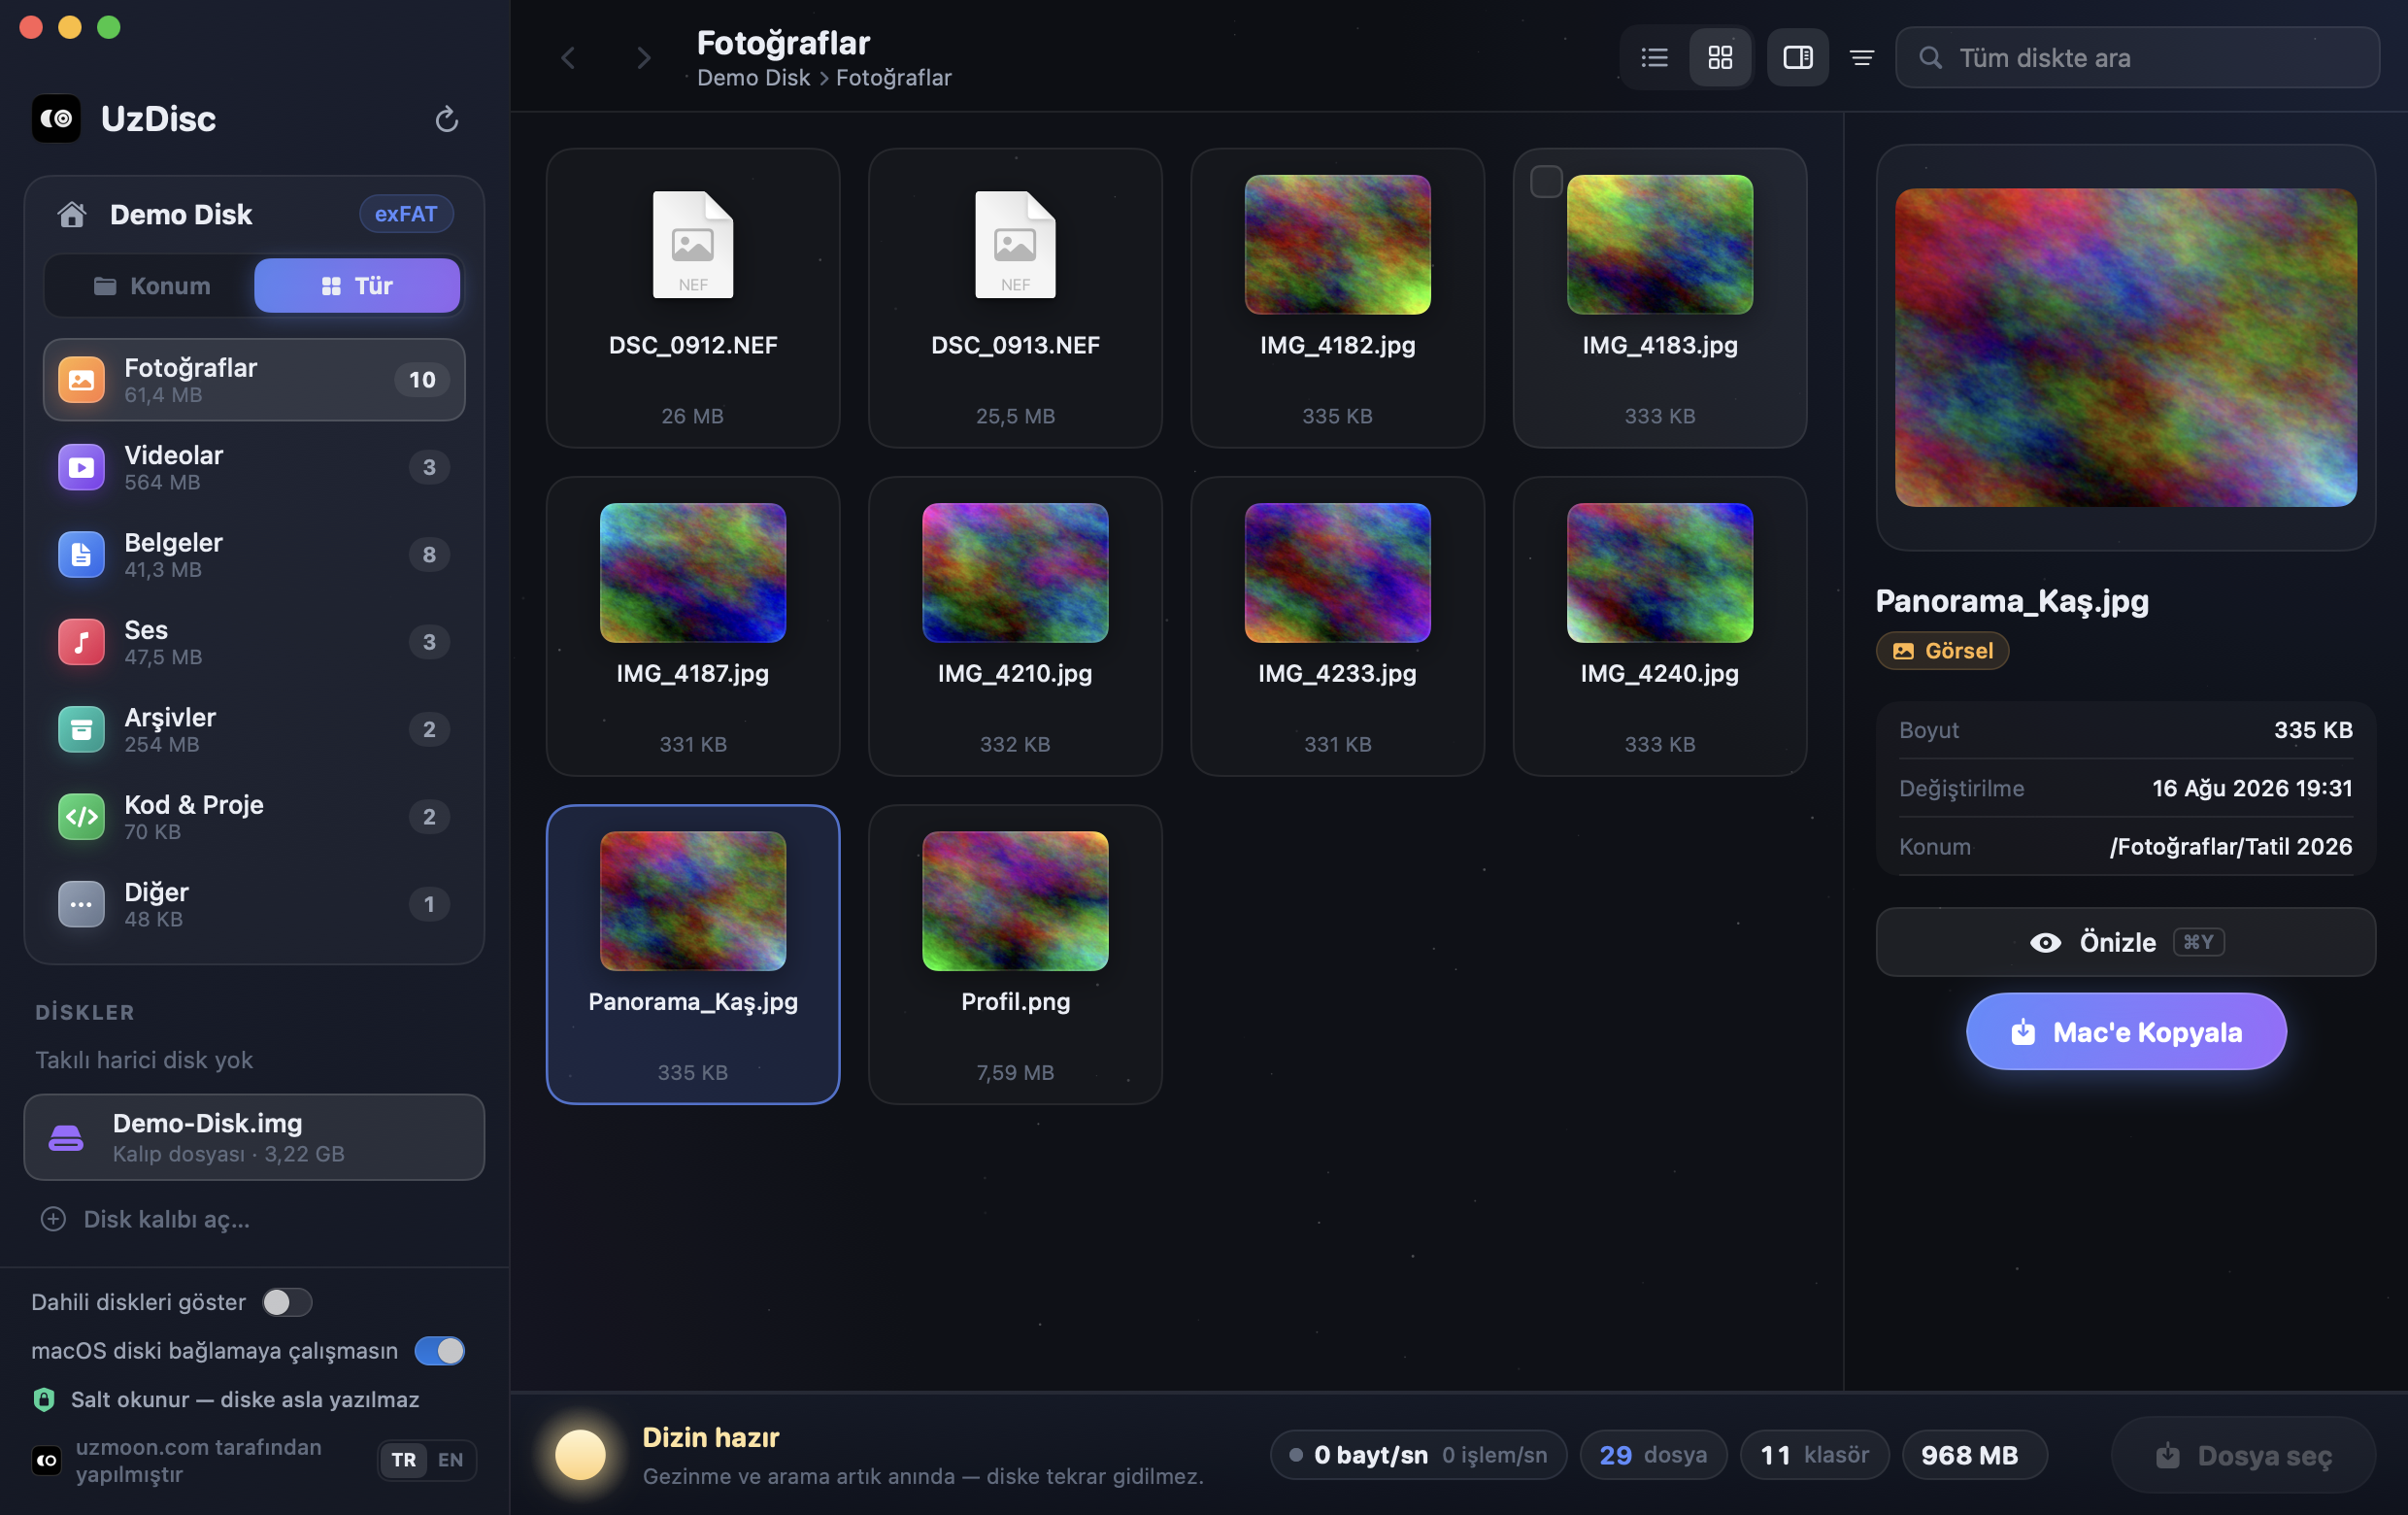 UzDisc
Demo Disk
exFAT
Konum
Tür
Fotoğraflar
61,4 MB
10
Videolar
564 MB
3
Belgeler
41,3 MB
8
Ses
47,5 MB
3
Arşivler
254 MB
2
Kod & Proje
70 KB
2
Diğer
48 KB
1
DİSKLER
Takılı harici disk yok
Demo-Disk.img
Kalıp dosyası · 3,22 GB
Disk kalıbı aç...
Dahili diskleri göster
macOS diski bağlamaya çalışmasın
Salt okunur — diske asla yazılmaz
uzmoon.com tarafından
yapılmıştır
TR
EN
Fotoğraflar
Demo Disk > Fotoğraflar
Tüm diskte ara
NEF
DSC_0912.NEF
26 MB
NEF
DSC_0913.NEF
25,5 MB
IMG_4182.jpg
335 KB
IMG_4183.jpg
333 KB
IMG_4187.jpg
331 KB
IMG_4210.jpg
332 KB
IMG_4233.jpg
331 KB
IMG_4240.jpg
333 KB
Panorama_Kaş.jpg
335 KB
Profil.png
7,59 MB
Panorama_Kaş.jpg
Görsel
Boyut 335 KB
Değiştirilme 16 Ağu 2026 19:31
Konum /Fotoğraflar/Tatil 2026
Önizle ⌘Y
Mac'e Kopyala
Dizin hazır
Gezinme ve arama artık anında — diske tekrar gidilmez.
0 bayt/sn 0 işlem/sn
29 dosya
11 klasör
968 MB
Dosya seç